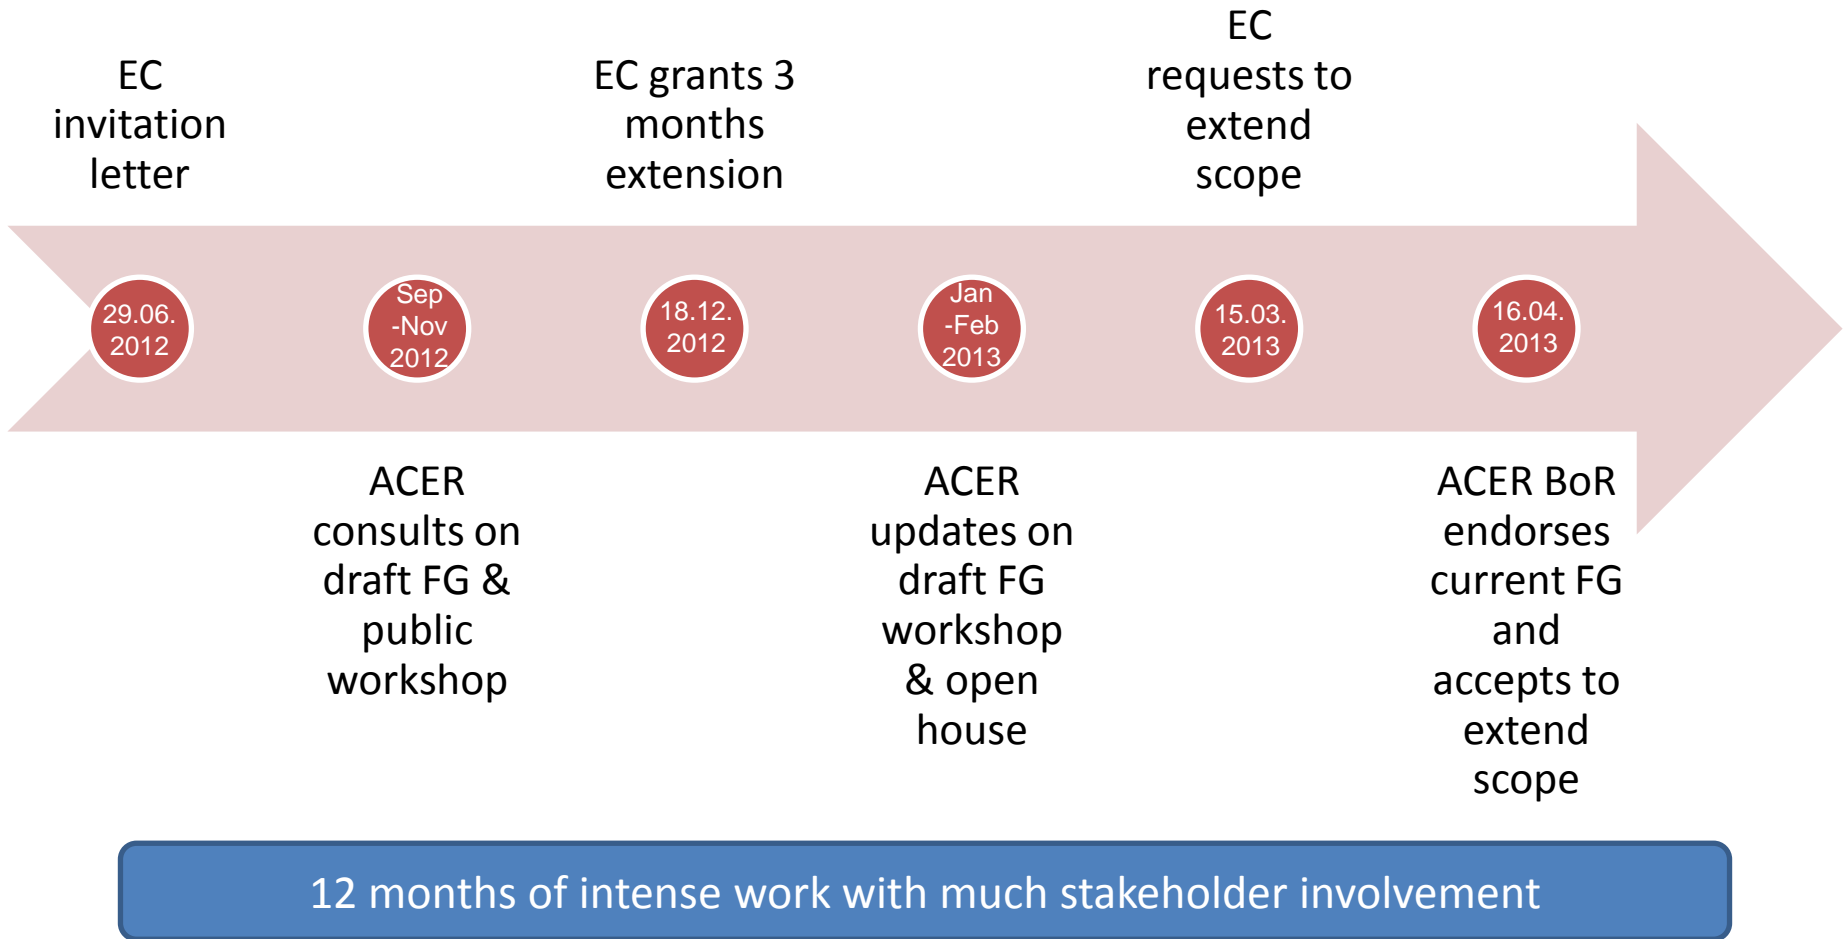 EC
invitation
letter
EC grants 3
months
extension
EC
requests to
extend
scope
29.06.
2012
Sep
-Nov
2012
18.12.
2012
Jan
-Feb
2013
15.03.
2013
16.04.
2013
ACER
consults on
draft FG &
public
workshop
ACER
updates on
draft FG
workshop
& open
house
ACER BoR
endorses
current FG
and
accepts to
extend
scope
12 months of intense work with much stakeholder involvement